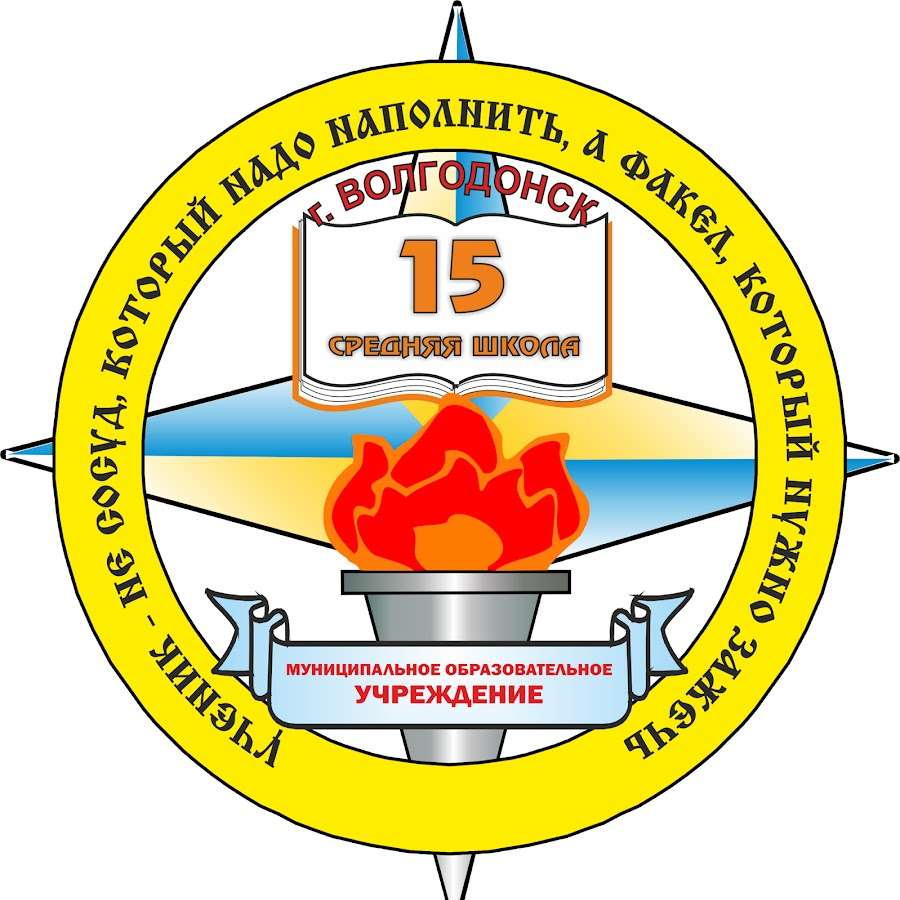 УЧЕНИК - НЕ СОСУД, КОТОРЫЙ НАДО НАПОЛНИТЬ, А ФАКЕЛ, КОТОРЫЙ НУЖНО ЗАЖЕЧЬ
г. ВОЛГОДОНСК
15
СРЕДНЯЯ ШКОЛА
МУНИЦИПАЛЬНОЕ ОБРАЗОВАТЕЛЬНОЕ
УЧРЕЖДЕНИЕ